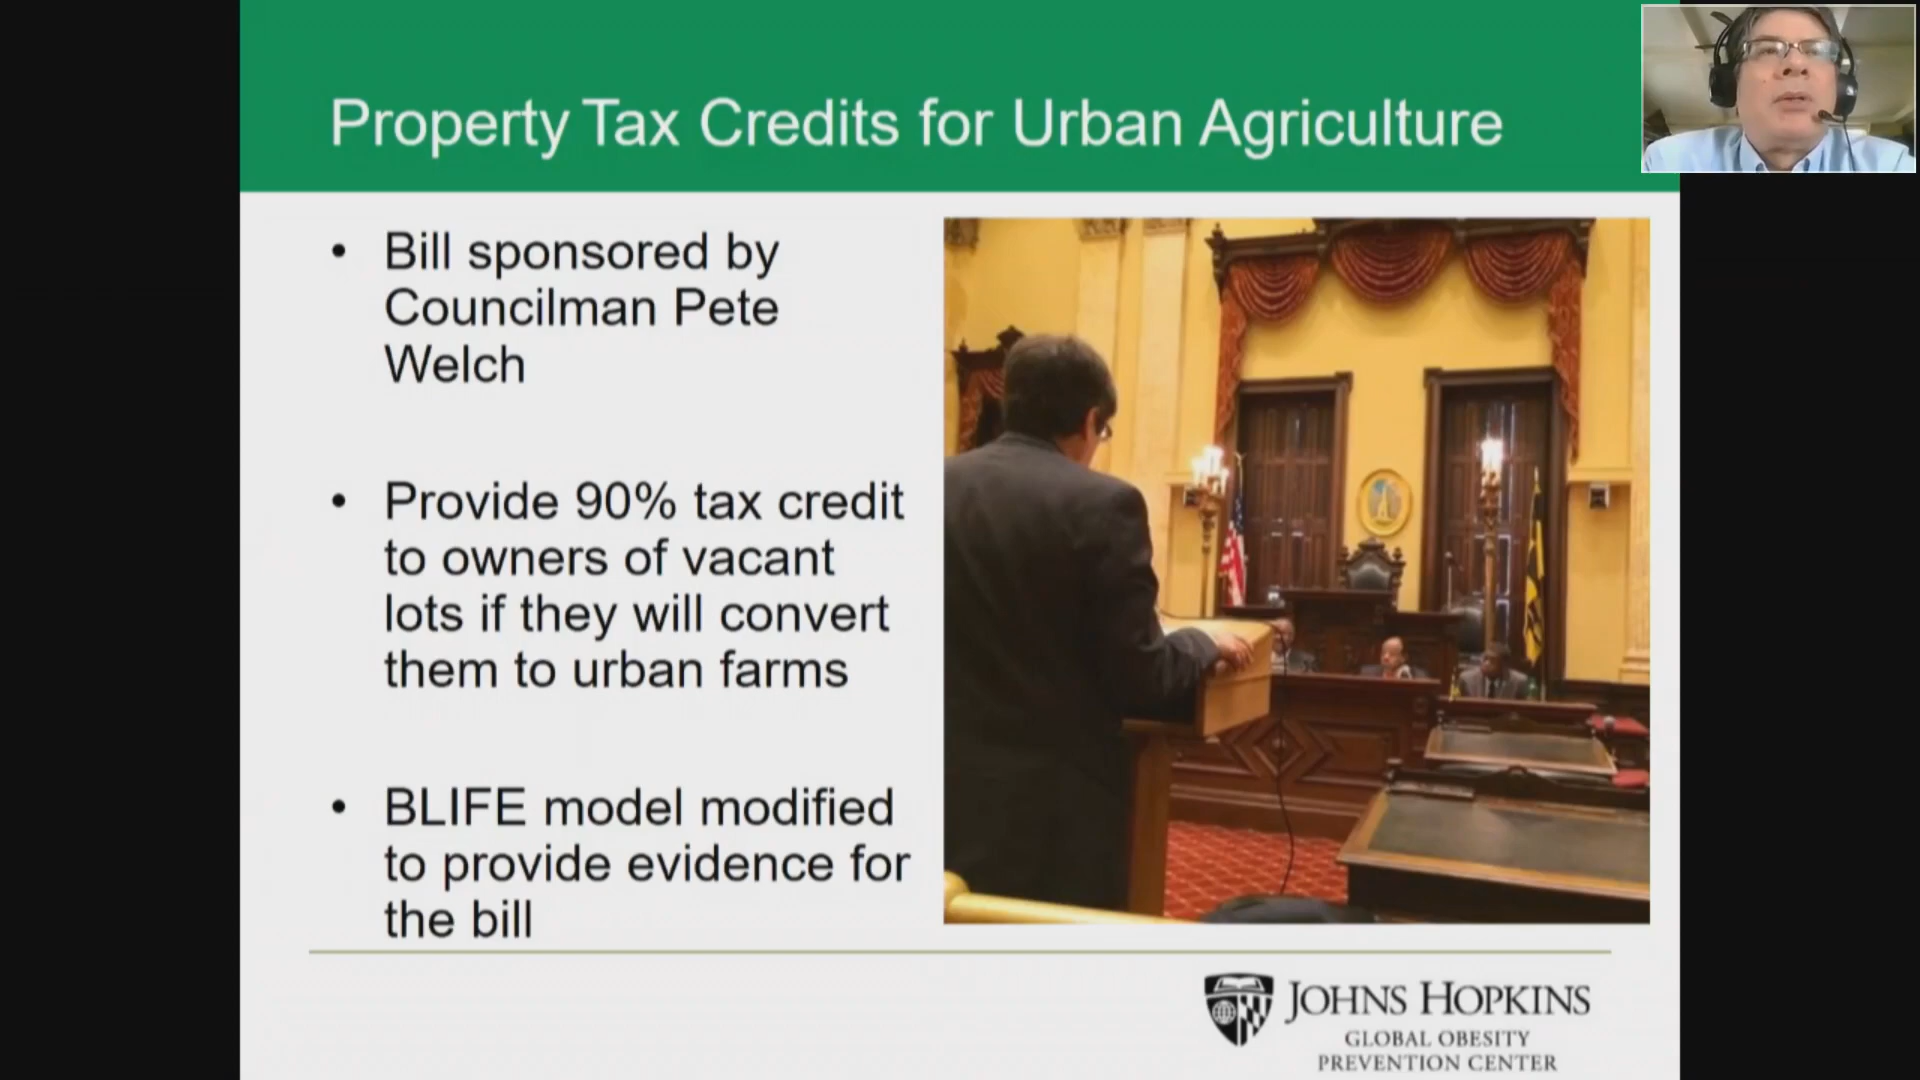 Property Tax Credits for Urban Agriculture
• Bill sponsored by
Councilman Pete
Welch
• Provide 90% tax credit
to owners of vacant
lots if they will convert
them to urban farms
• BLIFE model modified
to provide evidence for
the bill
JOHNS HOPKINS
GLOBAL OBESITY
PREVENTION CENTER